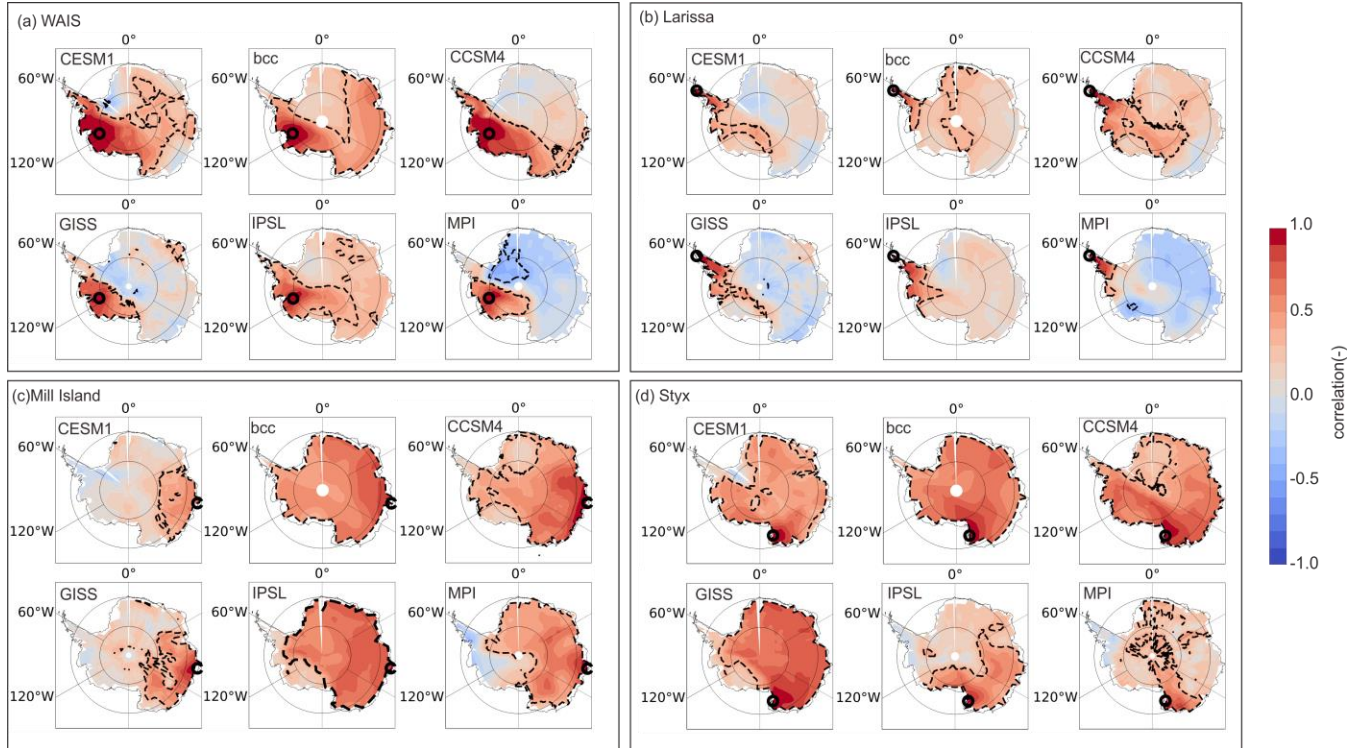 (a) WAIS
0° 0° 0°
CESM1 bcc CCSM4
60°W 60°W 60°W
120°W 120°W 120°W
0° 0° 0°
GISS IPSL MPI
60°W 60°W 60°W
120°W 120°W 120°W
(b) Larissa
0° 0° 0°
CESM1 bcc CCSM4
60°W 60°W 60°W
120°W 120°W 120°W
0° 0° 0°
GISS IPSL MPI
60°W 60°W 60°W
120°W 120°W 120°W
(c)Mill Island
0° 0° 0°
CESM1 bcc CCSM4
60°W 60°W 60°W
120°W 120°W 120°W
0° 0° 0°
GISS IPSL MPI
60°W 60°W 60°W
120°W 120°W 120°W
(d) Styx
0° 0° 0°
CESM1 bcc CCSM4
60°W 60°W 60°W
120°W 120°W 120°W
0° 0° 0°
GISS IPSL MPI
60°W 60°W 60°W
120°W 120°W 120°W
1.0
0.5
0.0
-0.5
-1.0
correlation(-)